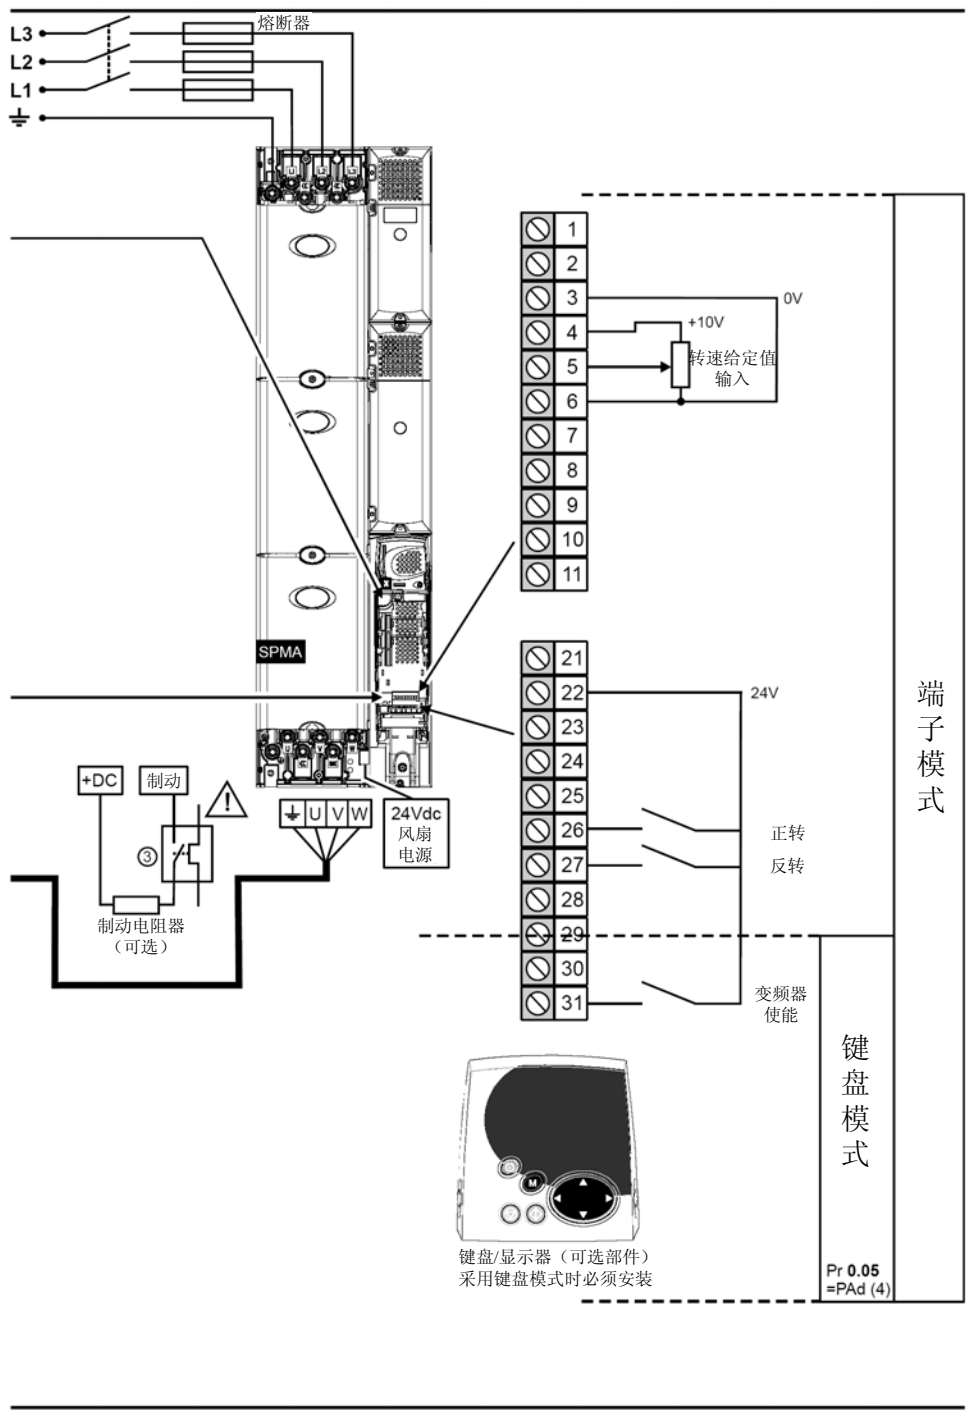 L3
熔断器
L2
L1
1
2
3
0V
4
+10V
5
转速给定值
输入
6
7
8
9
10
11
SPMA
21
22
24V
23
24
25
26
正转
27
反转
28
29
30
31
变频器
使能
+DC
制动
③
制动电阻器
（可选）
U V W
24Vdc
风扇
电源
M
键盘/显示器（可选部件）
采用键盘模式时必须安装
键盘模式
Pr 0.05
=PAd (4)
端子模式